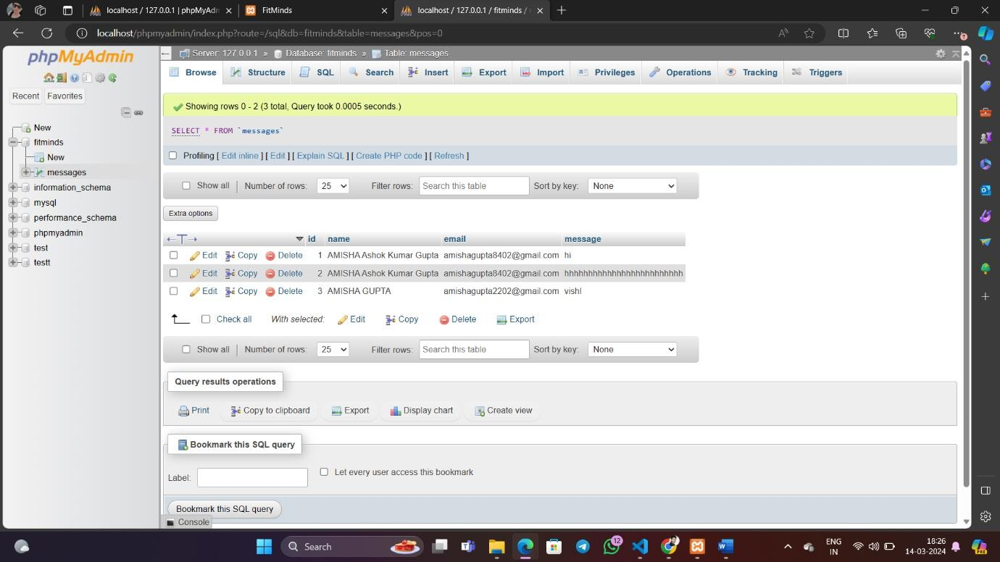 localhost / 127.0.0.1 | phpMyAdm
FitMinds
localhost / 127.0.0.1 / fitminds /
localhost/phpmyadmin/index.php?route=/sql&db=fitminds&table=messages&pos=0
phpMyAdmin
Recent Favorites
New
fitminds
New
messages
information_schema
mysql
performance_schema
phpmyadmin
test
testt
Server: 127.0.0.1 » Database: fitminds » Table: messages
Browse Structure SQL Search Insert Export Import Privileges Operations Tracking Triggers
Showing rows 0 - 2 (3 total, Query took 0.0005 seconds.)
SELECT * FROM `messages`
Profiling [ Edit inline ] [ Edit ] [ Explain SQL ] [ Create PHP code ] [ Refresh ]
Show all | Number of rows: 25 Filter rows: Search this table Sort by key: None
Extra options
←T→ id name email message
Edit Copy Delete 1 AMISHA Ashok Kumar Gupta amishagupta8402@gmail.com hi
Edit Copy Delete 2 AMISHA Ashok Kumar Gupta amishagupta8402@gmail.com hhhhhhhhhhhhhhhhhhhhhhhhh
Edit Copy Delete 3 AMISHA GUPTA amishagupta2202@gmail.com vishl
Check all With selected: Edit Copy Delete Export
Show all | Number of rows: 25 Filter rows: Search this table Sort by key: None
Query results operations
Print Copy to clipboard Export Display chart Create view
Bookmark this SQL query
Label: Let every user access this bookmark
Bookmark this SQL query
Console
Search
12
ENG
IN
18:26
14-03-2024
PRE